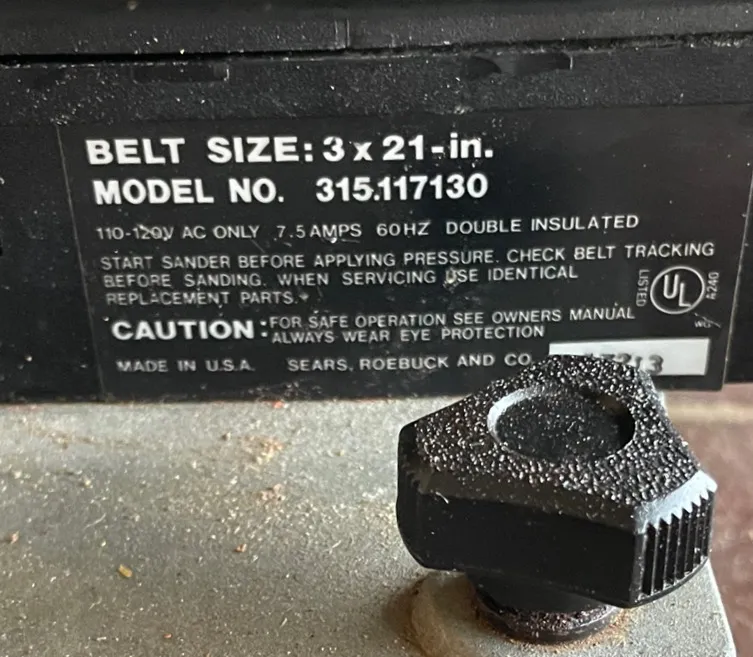 BELT SIZE: 3 x 21-in.
MODEL NO. 315.117130
110-120V AC ONLY 7.5 AMPS 60HZ DOUBLE INSULATED
START SANDER BEFORE APPLYING PRESSURE. CHECK BELT TRACKING
BEFORE SANDING. WHEN SERVICING USE IDENTICAL
REPLACEMENT PARTS.
LISTED UL A240
CAUTION: FOR SAFE OPERATION SEE OWNERS MANUAL
ALWAYS WEAR EYE PROTECTION
MADE IN U.S.A. SEARS, ROEBUCK AND CO.